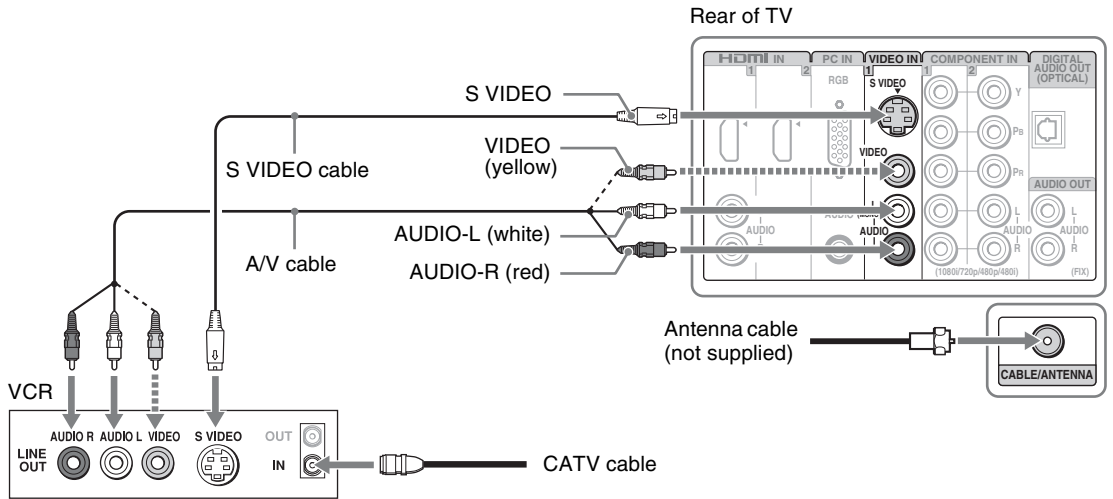 Rear of TV
HDMI IN
PC IN
VIDEO IN
COMPONENT IN
DIGITAL
AUDIO OUT
(OPTICAL)
1
2
1
1
2
RGB
S VIDEO
Y
PB
PR
VIDEO
AUDIO OUT
L
(MONO)
AUDIO
AUDIO
AUDIO
L
AUDIO
R
L
AUDIO
R
(1080i/720p/480p/480i)
(FIX)
S VIDEO
VIDEO
(yellow)
S VIDEO cable
AUDIO-L (white)
A/V cable
AUDIO-R (red)
Antenna cable
(not supplied)
CABLE/ANTENNA
VCR
LINE
OUT
AUDIO R
AUDIO L
VIDEO
S VIDEO
OUT
IN
CATV cable